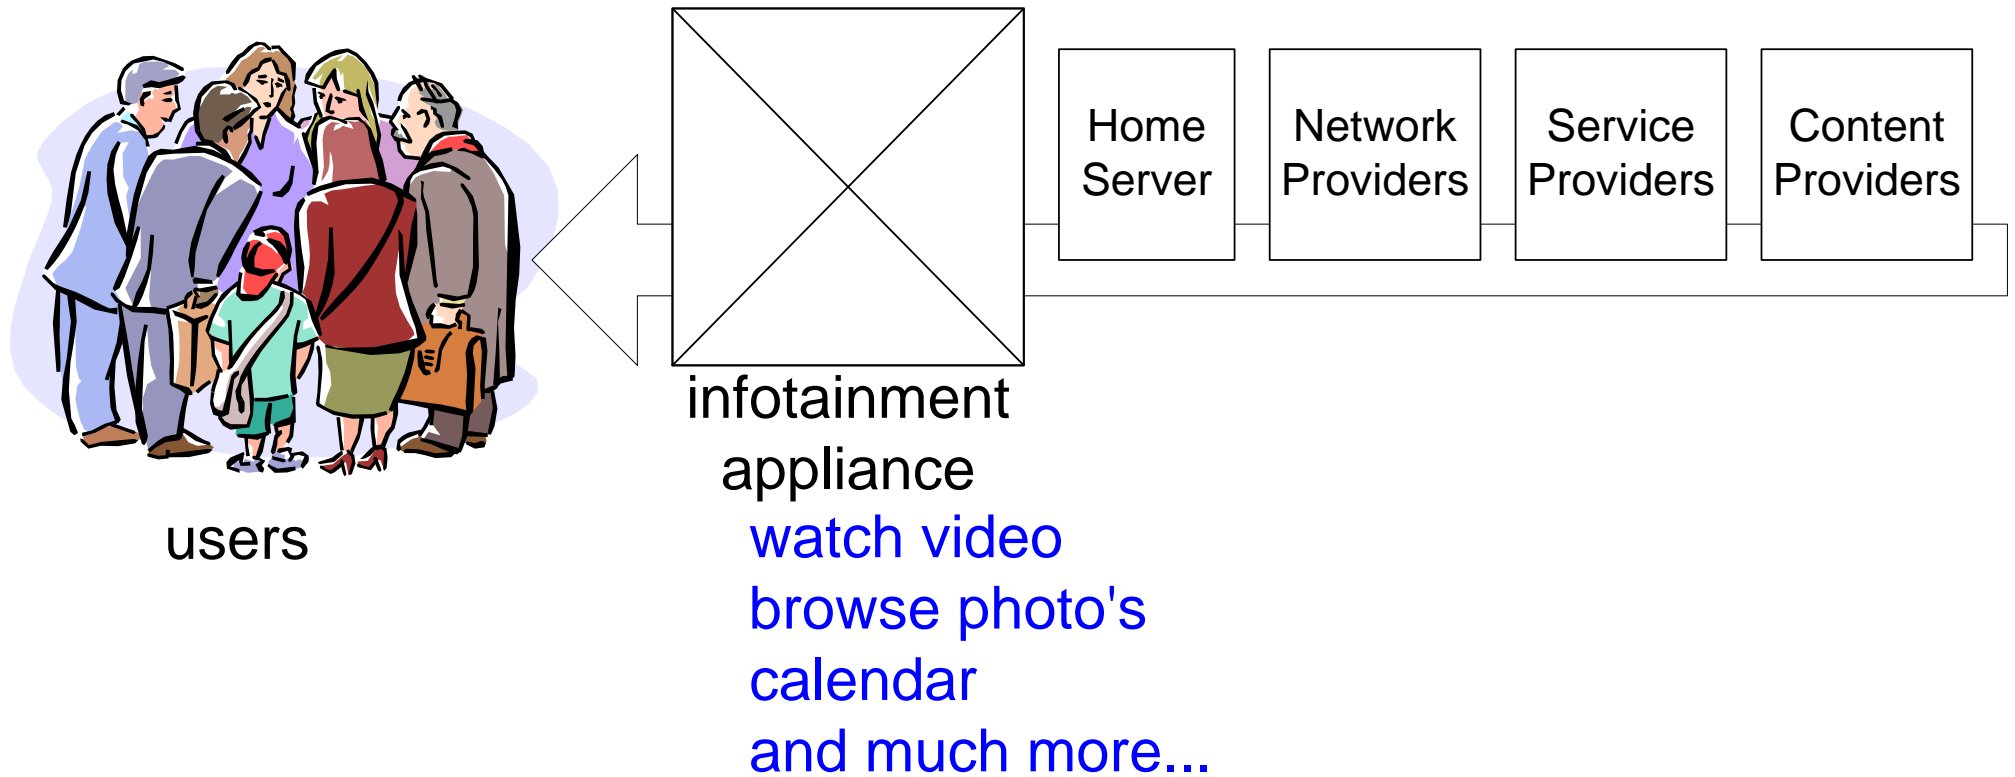 Home
Server
Network
Providers
Service
Providers
Content
Providers
infotainment
appliance
users
watch video
browse photo's
calendar
and much more...